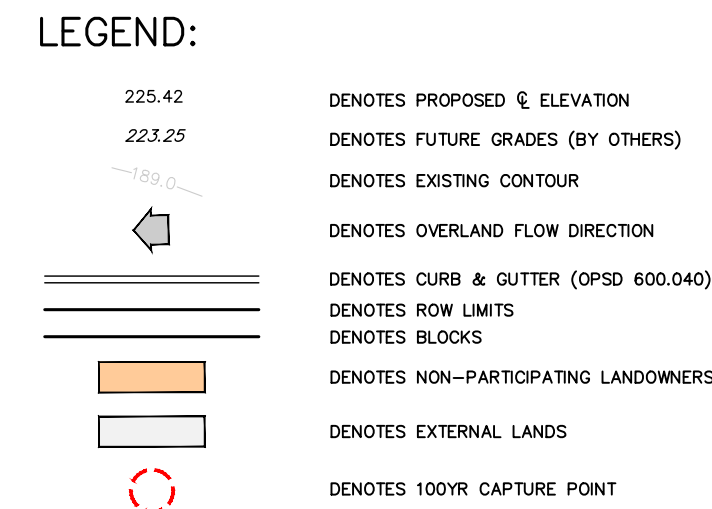 LEGEND:
225.42 DENOTES PROPOSED ℄ ELEVATION
223.25 DENOTES FUTURE GRADES (BY OTHERS)
189.0 DENOTES EXISTING CONTOUR
DENOTES OVERLAND FLOW DIRECTION
DENOTES CURB & GUTTER (OPSD 600.040)
DENOTES ROW LIMITS
DENOTES BLOCKS
DENOTES NON-PARTICIPATING LANDOWNERS
DENOTES EXTERNAL LANDS
DENOTES 100YR CAPTURE POINT